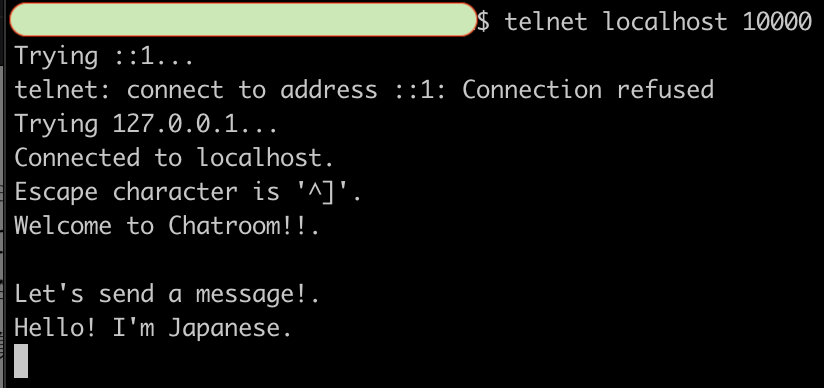 $ telnet localhost 10000
Trying ::1...
telnet: connect to address ::1: Connection refused
Trying 127.0.0.1...
Connected to localhost.
Escape character is '^]'.
Welcome to Chatroom!!.
Let's send a message!.
Hello! I'm Japanese.